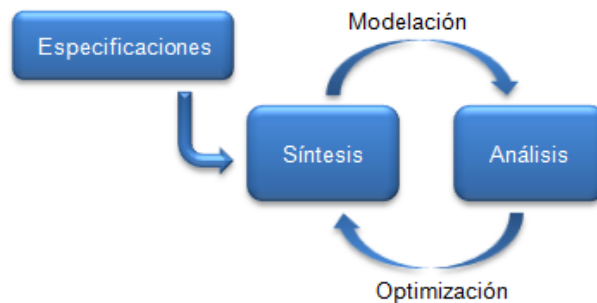 Modelación
Especificaciones
Síntesis
Análisis
Optimización